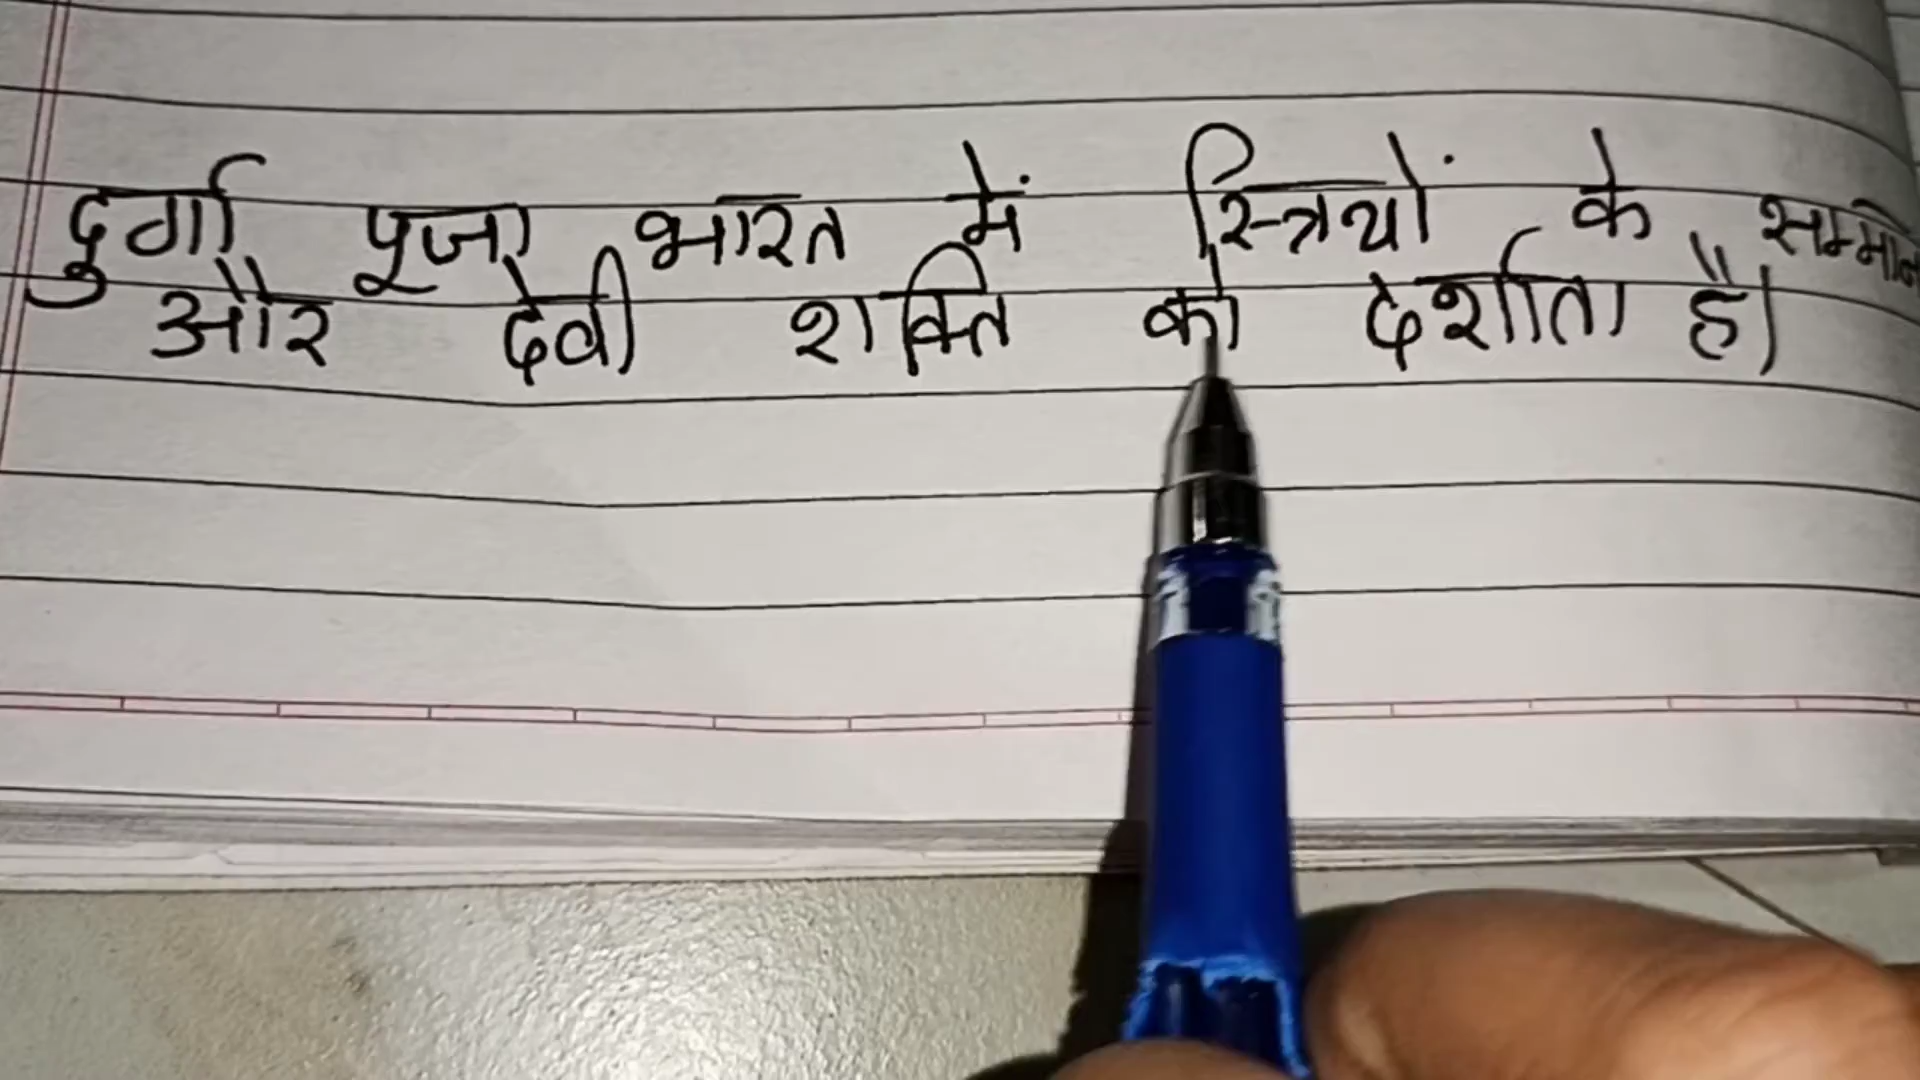 दुर्गा पूजा भारत में स्त्रियों के सम्मान
और देवी शक्ति को दर्शाता है।